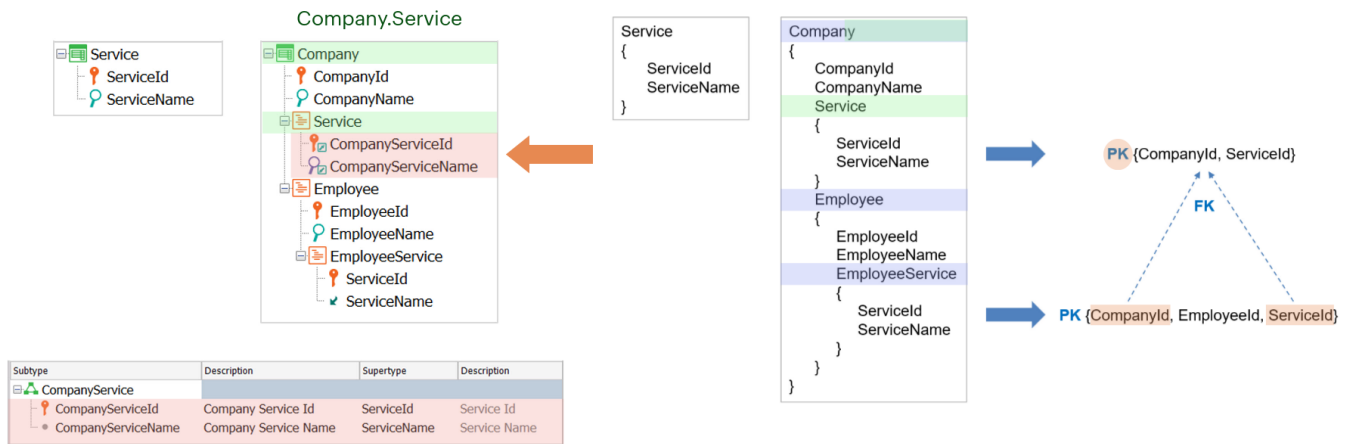 Company.Service
Service
ServiceId
ServiceName
Company
CompanyId
CompanyName
Service
CompanyServiceId
CompanyServiceName
Employee
EmployeeId
EmployeeName
EmployeeService
ServiceId
ServiceName
Service
{
ServiceId
ServiceName
}
Company
{
CompanyId
CompanyName
Service
{
ServiceId
ServiceName
}
Employee
{
EmployeeId
EmployeeName
EmployeeService
{
ServiceId
ServiceName
}
}
}
PK {CompanyId, ServiceId}
FK
PK {CompanyId, EmployeeId, ServiceId}
Subtype Description Supertype Description
CompanyService
CompanyServiceId Company Service Id ServiceId Service Id
CompanyServiceName Company Service Name ServiceName Service Name